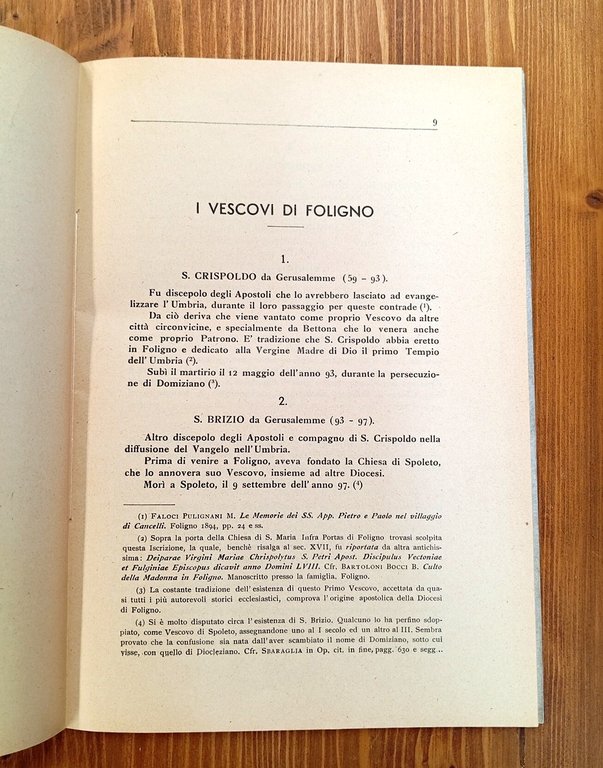 9
I VESCOVI DI FOLIGNO
1.
S. CRISPOLDO da Gerusalemme (59 - 93).
Fu discepolo degli Apostoli che lo avrebbero lasciato ad evange-
lizzare l'Umbria, durante il loro passaggio per queste contrade (¹).
Da ciò deriva che viene vantato come proprio Vescovo da altre
città circonvicine, e specialmente da Bettona che lo venera anche
come proprio Patrono. E' tradizione che S. Crispoldo abbia eretto
in Foligno e dedicato alla Vergine Madre di Dio il primo Tempio
dell'Umbria (²).
Subì il martirio il 12 maggio dell'anno 93, durante la persecuzio-
ne di Domiziano (³).
2.
S. BRIZIO da Gerusalemme (93 - 97).
Altro discepolo degli Apostoli e compagno di S. Crispoldo nella
diffusione del Vangelo nell'Umbria.
Prima di venire a Foligno, aveva fondato la Chiesa di Spoleto,
che lo annovera suo Vescovo, insieme ad altre Diocesi.
Morì a Spoleto, il 9 settembre dell'anno 97. (⁴)
(1) FALOCI PULIGNANI M. Le Memorie dei SS. App. Pietro e Paolo nel villaggio
di Cancelli. Foligno 1894, pp. 24 e ss.
(2) Sopra la porta della Chiesa di S. Maria Infra Portas di Foligno trovasi scolpita
questa Iscrizione, la quale, benchè risalga al sec. XVII, fu riportata da altra antichis-
sima: Deiparae Virgini Mariae Chrispolytus S. Petri Apost. Discipulus Vectoniae
et Fulginiae Episcopus dicavit anno Domini LVIII. Cfr. BARTOLONI BOCCI B. Culto
della Madonna in Foligno. Manoscritto presso la famiglia. Foligno.
(3) La costante tradizione dell'esistenza di questo Primo Vescovo, accettata da qua-
si tutti i più autorevoli storici ecclesiastici, comprova l'origine apostolica della Diocesi
di Foligno.
(4) Si è molto disputato circa l'esistenza di S. Brizio. Qualcuno lo ha perfino sdop-
piato, come Vescovo di Spoleto, assegnandone uno al I secolo ed un altro al III. Sembra
provato che la confusione sia nata dall'aver scambiato il nome di Domiziano, sotto cui
visse, con quello di Diocleziano. Cfr. SBARAGLIA in Op. cit. in fine, pagg. 630 e segg...